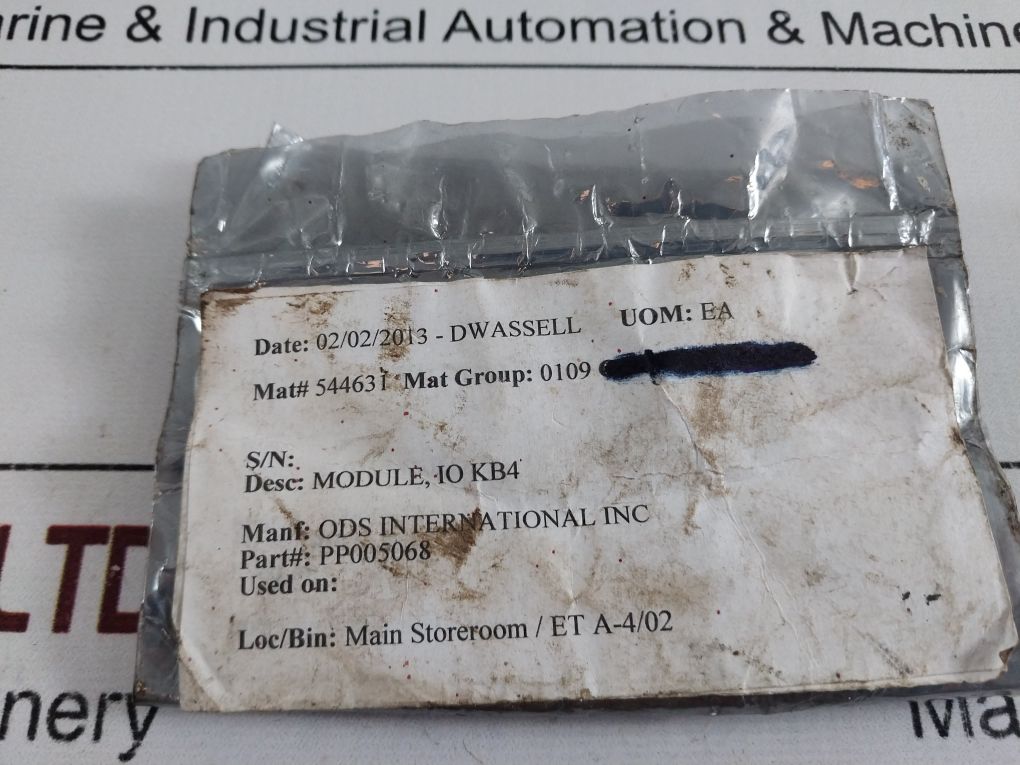 arine & Industrial Automation & Machine
Date: 02/02/2013 - DWASSELL UOM: EA
Mat# 544631 Mat Group: 0109
S/N:
Desc: MODULE, IO KB4
Manf: ODS INTERNATIONAL INC
Part#: PP005068
Used on:
Loc/Bin: Main Storeroom / ET A-4/02
LTD
nery Ma